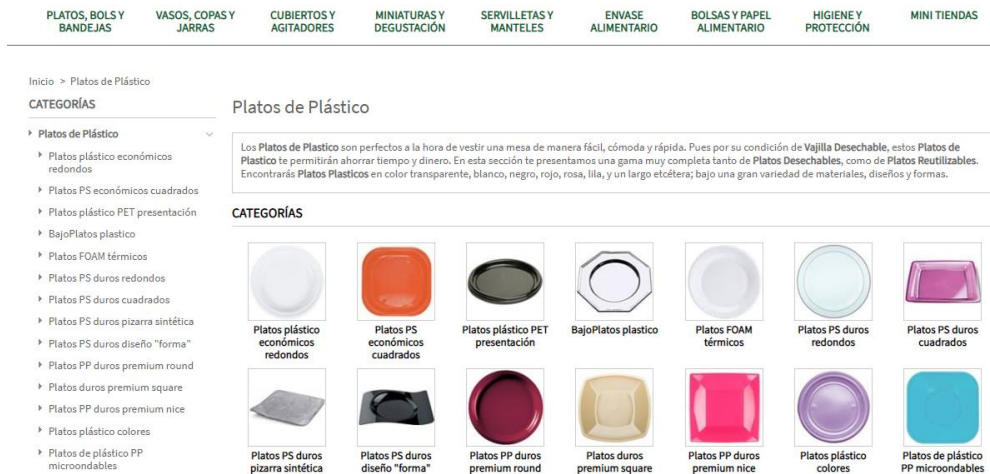 PLATOS, BOLS Y BANDEJAS
VASOS, COPAS Y JARRAS
CUBIERTOS Y AGITADORES
MINIATURAS Y DEGUSTACIÓN
SERVILLETAS Y MANTELES
ENVASE ALIMENTARIO
BOLSAS Y PAPEL ALIMENTARIO
HIGIENE Y PROTECCIÓN
MINI TIENDAS
Inicio > Platos de Plástico
CATEGORÍAS
Platos de Plástico
Platos plástico económicos
redondos
Platos PS económicos cuadrados
Platos plástico PET presentación
BajoPlatos plastico
Platos FOAM térmicos
Platos PS duros redondos
Platos PS duros cuadrados
Platos PS duros pizarra sintética
Platos PS duros diseño "forma"
Platos PP duros premium round
Platos duros premium square
Platos PP duros premium nice
Platos plástico colores
Platos de plástico PP
microondables
Platos de Plástico
Los Platos de Plastico son perfectos a la hora de vestir una mesa de manera fácil, cómoda y rápida. Pues por su condición de Vajilla Desechable, estos Platos de
Plastico te permitirán ahorrar tiempo y dinero. En esta sección te presentamos una gama muy completa tanto de Platos Desechables, como de Platos Reutilizables.
Encontrarás Platos Plasticos en color transparente, blanco, negro, rojo, rosa, lila, y un largo etcétera; bajo una gran variedad de materiales, diseños y formas.
CATEGORÍAS
Platos plástico
económicos
redondos
Platos PS
económicos
cuadrados
Platos plástico PET
presentación
BajoPlatos plastico
Platos FOAM
térmicos
Platos PS duros
redondos
Platos PS duros
cuadrados
Platos PS duros
pizarra sintética
Platos PS duros
diseño "forma"
Platos PP duros
premium round
Platos duros
premium square
Platos PP duros
premium nice
Platos plástico
colores
Platos de plástico
PP microondables